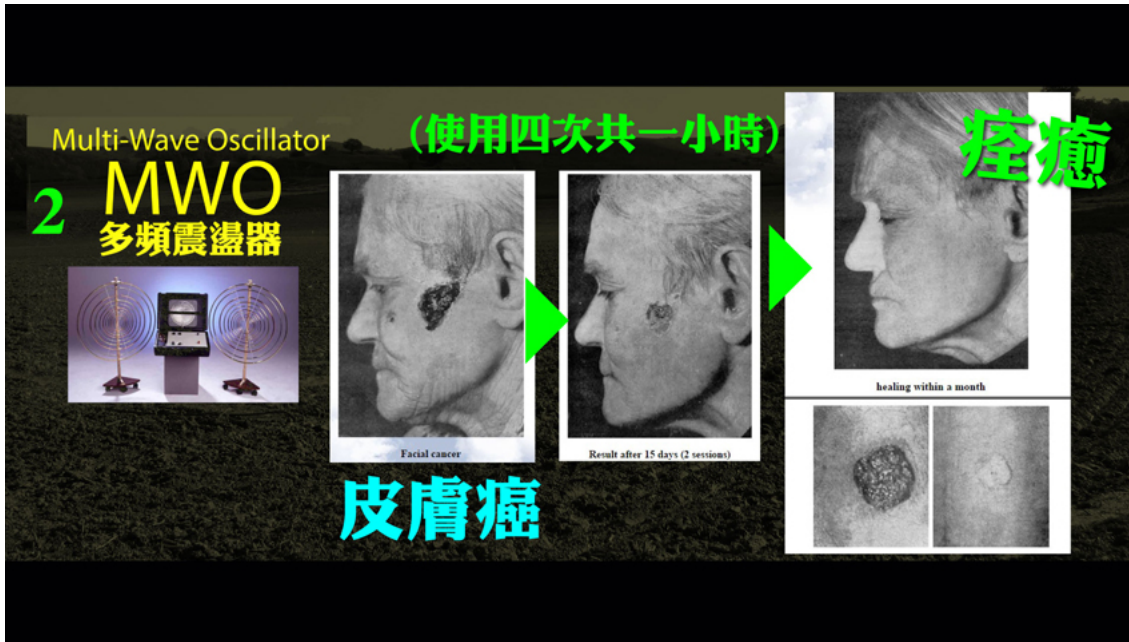 Multi-Wave Oscillator
2
MWO
多頻震盪器
(使用四次共一小時)
痊癒
Facial cancer
Result after 15 days (2 sessions)
healing within a month
皮膚癌